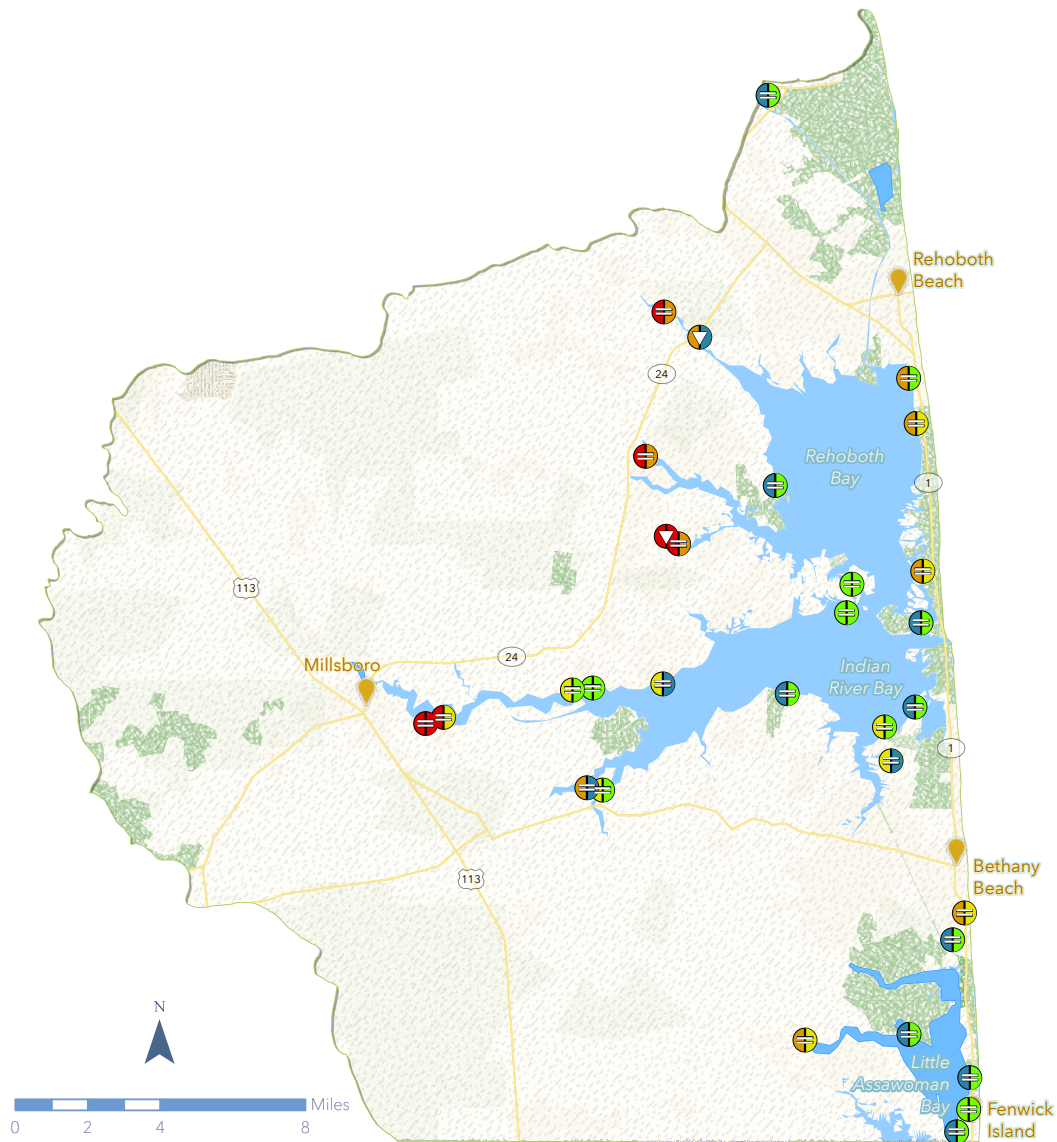 Rehoboth
Beach
24
Rehoboth
Bay
1
113
24
Millsboro
Indian
River Bay
1
Bethany
Beach
113
N
Little
Assawoman
Bay
Fenwick
Island
Miles
0 2 4 8